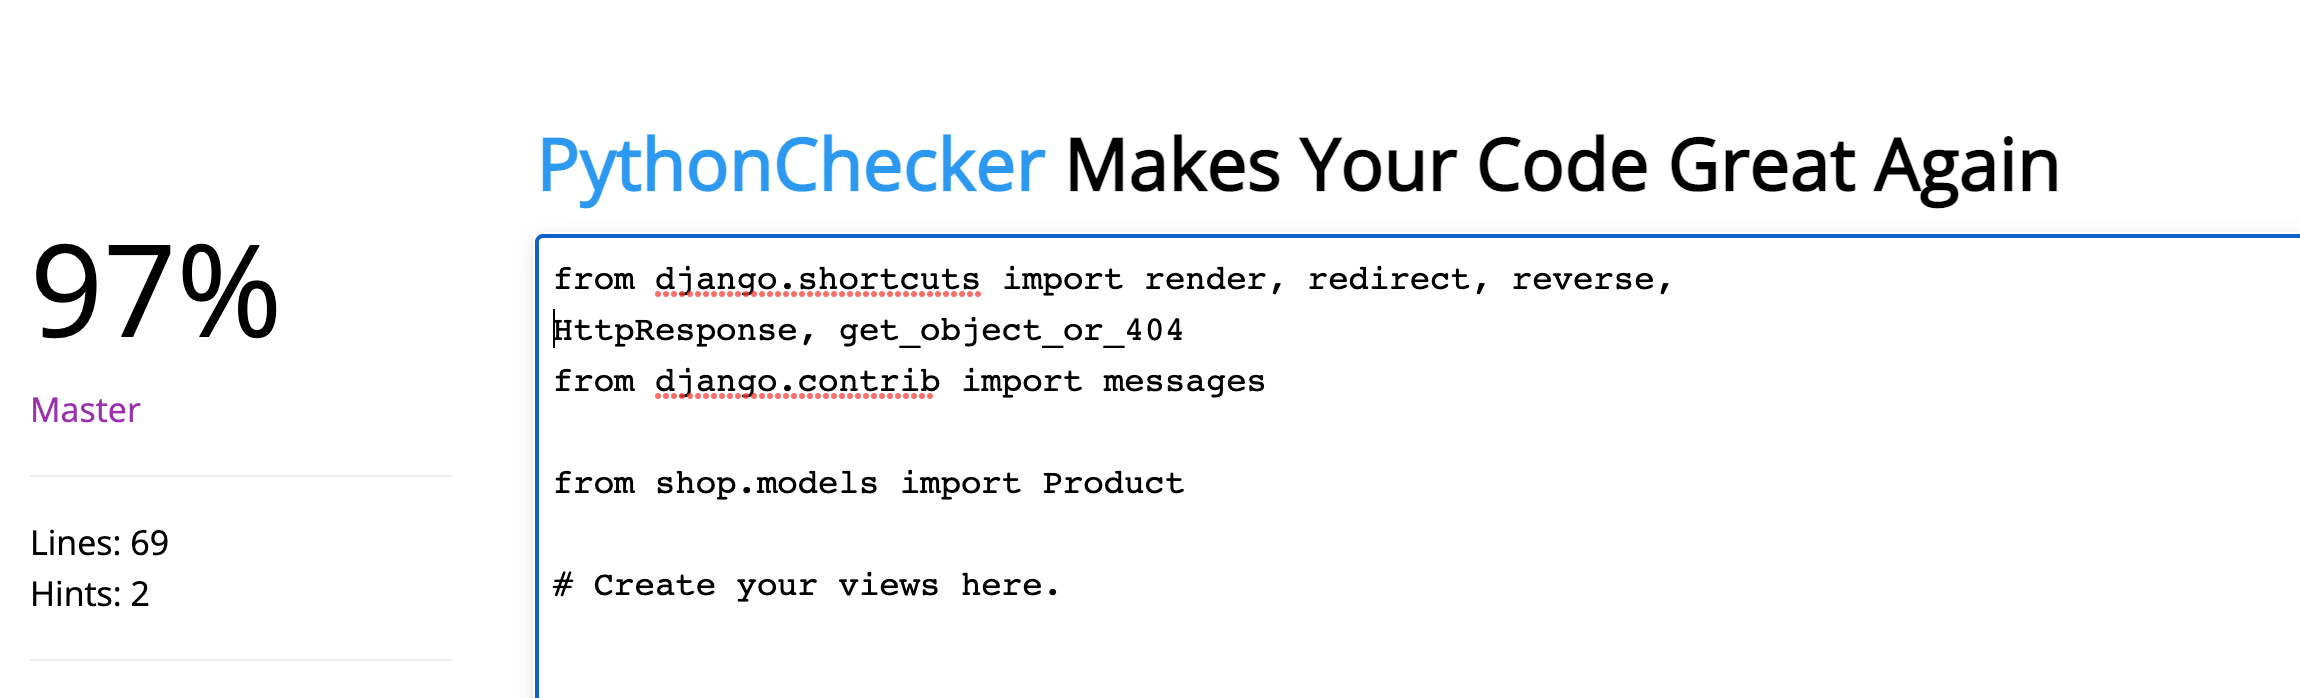 PythonChecker Makes Your Code Great Again
97%
Master
Lines: 69
Hints: 2
from django.shortcuts import render, redirect, reverse,
HttpResponse, get_object_or_404
from django.contrib import messages
from shop.models import Product
# Create your views here.